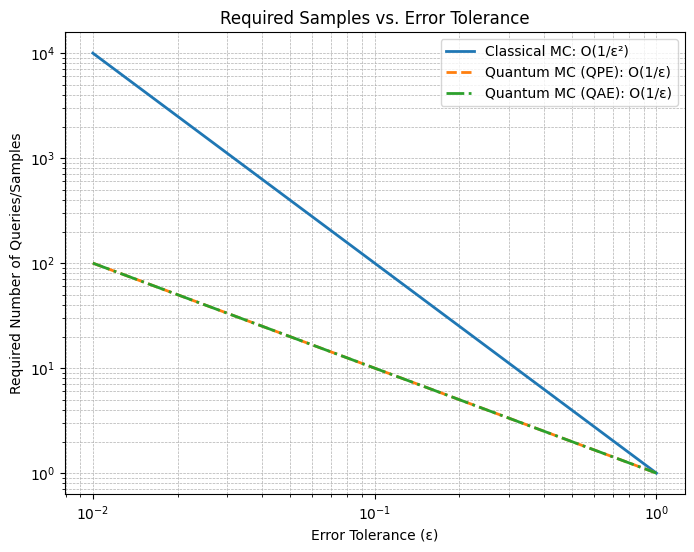 Required Samples vs. Error Tolerance
Classical MC: O(1/ε²)
Quantum MC (QPE): O(1/ε)
Quantum MC (QAE): O(1/ε)
Required Number of Queries/Samples
10⁴
10³
10²
10¹
10⁰
10⁻²
10⁻¹
10⁰
Error Tolerance (ε)